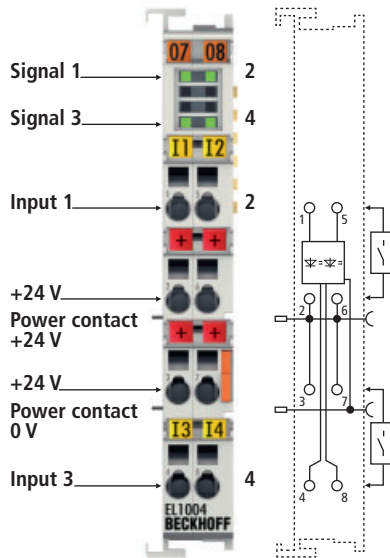 07 08
Signal 1 2
Signal 3 4
I1 I2
Input 1 2
1 5
+ +
+24 V
2 6
Power contact
+24 V
+ +
+24 V
3 7
Power contact
0 V
I3 I4
Input 3 4
4 8
EL1004
BECKHOFF